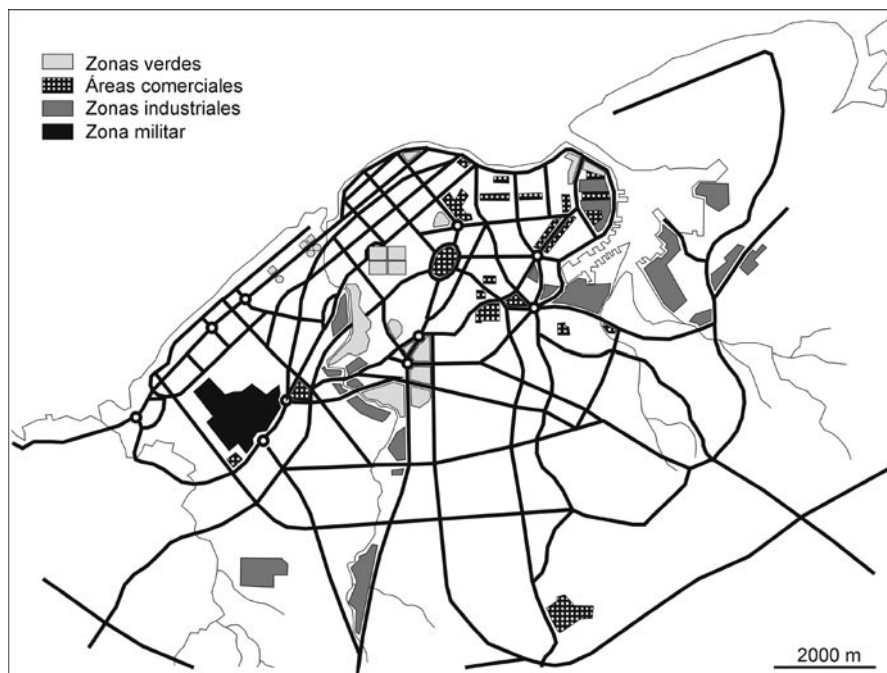 Zonas verdes
Áreas comerciales
Zonas industriales
Zona militar
2000 m